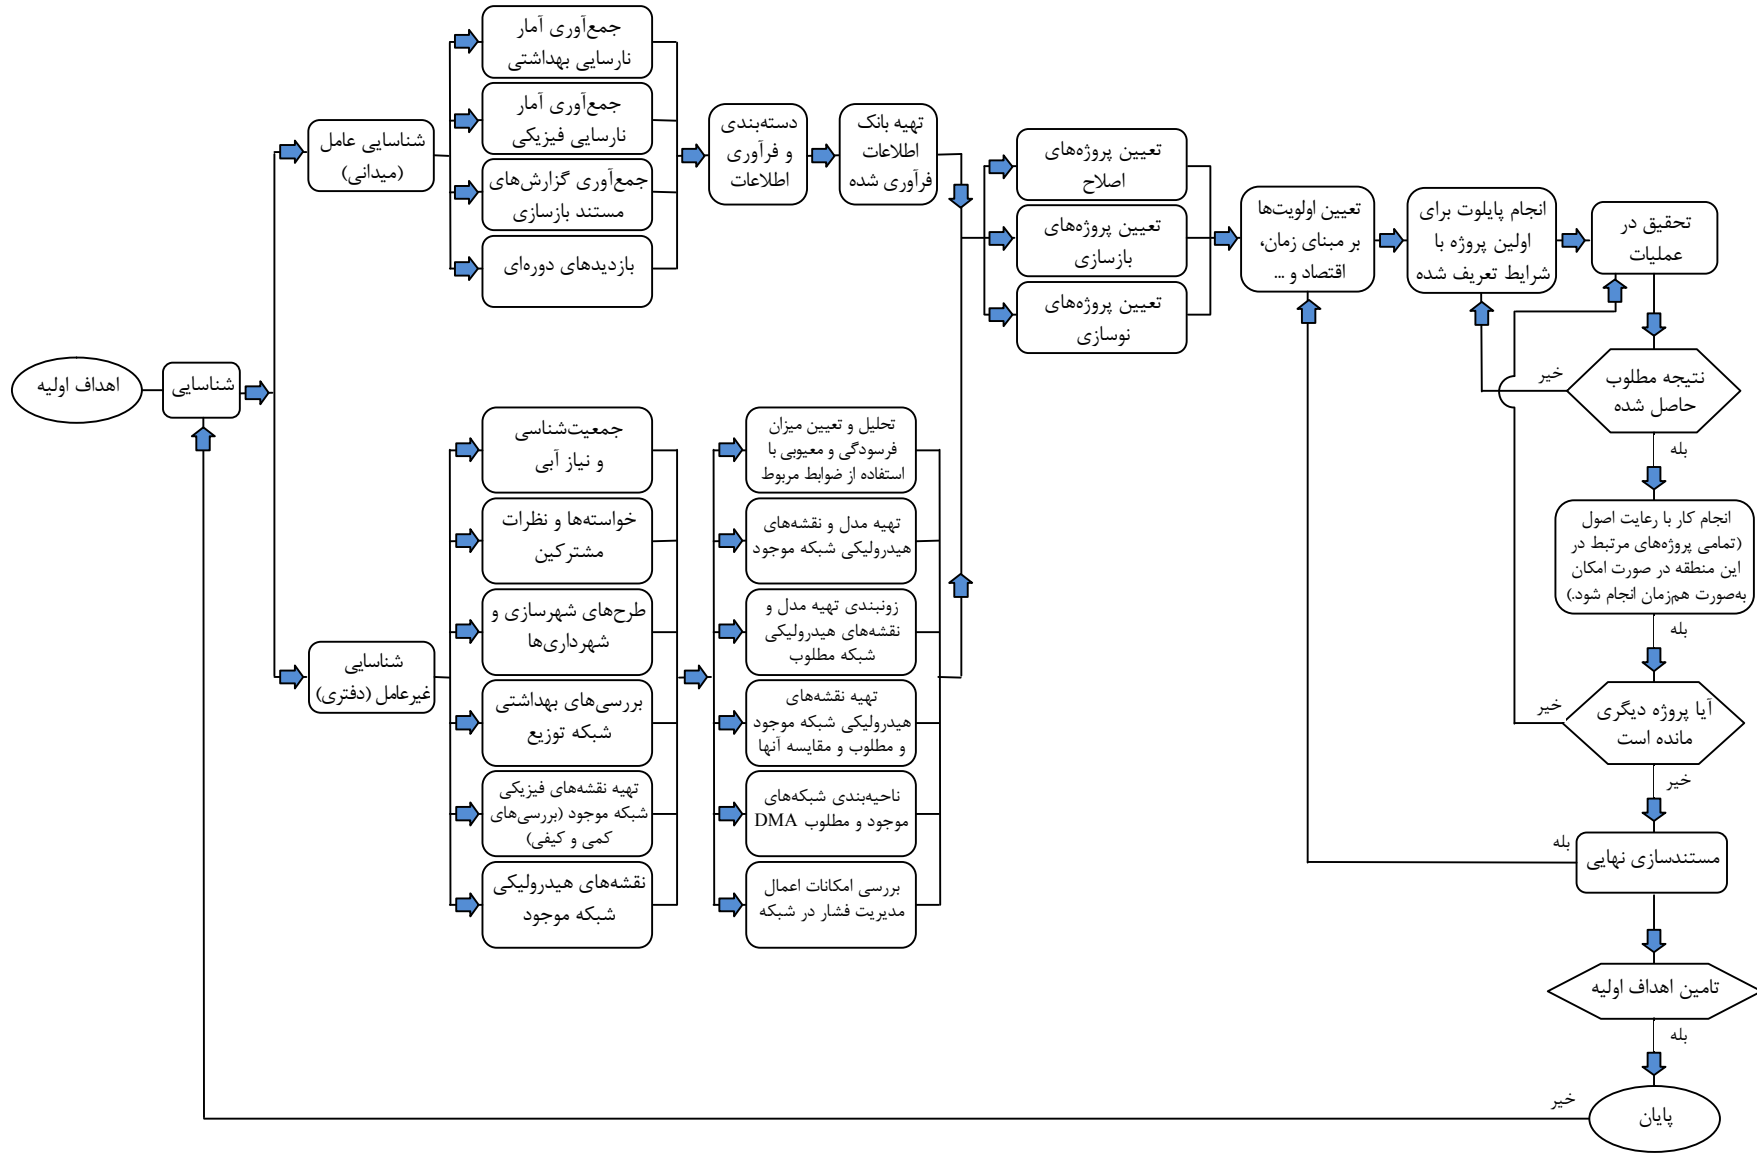 اهداف اولیه
شناسایی
شناسایی عامل
(میدانی)
جمع‌آوری آمار
نارسایی بهداشتی
جمع‌آوری آمار
نارسایی فیزیکی
جمع‌آوری گزارش‌های
مستند بازسازی
بازدیدهای دوره‌ای
دسته‌بندی
و فرآوری
اطلاعات
تهیه بانک
اطلاعات
فرآوری شده
شناسایی
غیرعامل (دفتری)
جمعیت‌شناسی
و نیاز آبی
خواسته‌ها و نظرات
مشترکین
طرح‌های شهرسازی و
شهرداری‌ها
بررسی‌های بهداشتی
شبکه توزیع
تهیه نقشه‌های فیزیکی
شبکه موجود (بررسی‌های
کمی و کیفی)
نقشه‌های هیدرولیکی
شبکه موجود
تحلیل و تعیین میزان
فرسودگی و معیوبی با
استفاده از ضوابط مربوط
تهیه مدل و نقشه‌های
هیدرولیکی شبکه موجود
زونبندی تهیه مدل و
نقشه‌های هیدرولیکی
شبکه مطلوب
تهیه نقشه‌های
هیدرولیکی شبکه موجود
و مطلوب و مقایسه آنها
ناحیه‌بندی شبکه‌های
موجود و مطلوب DMA
بررسی امکانات اعمال
مدیریت فشار در شبکه
تعیین پروژه‌های
اصلاح
تعیین پروژه‌های
بازسازی
تعیین پروژه‌های
نوسازی
تعیین اولویت‌ها
بر مبنای زمان،
اقتصاد و ...
انجام پایلوت برای
اولین پروژه با
شرایط تعریف شده
تحقیق در
عملیات
نتیجه مطلوب
حاصل شده
خیر
بله
انجام کار با رعایت اصول
(تمامی پروژه‌های مرتبط در
این منطقه در صورت امکان
به‌صورت هم‌زمان انجام شود.)
بله
آیا پروژه دیگری
مانده است
خیر
خیر
مستندسازی نهایی
بله
تامین اهداف اولیه
بله
پایان
خیر